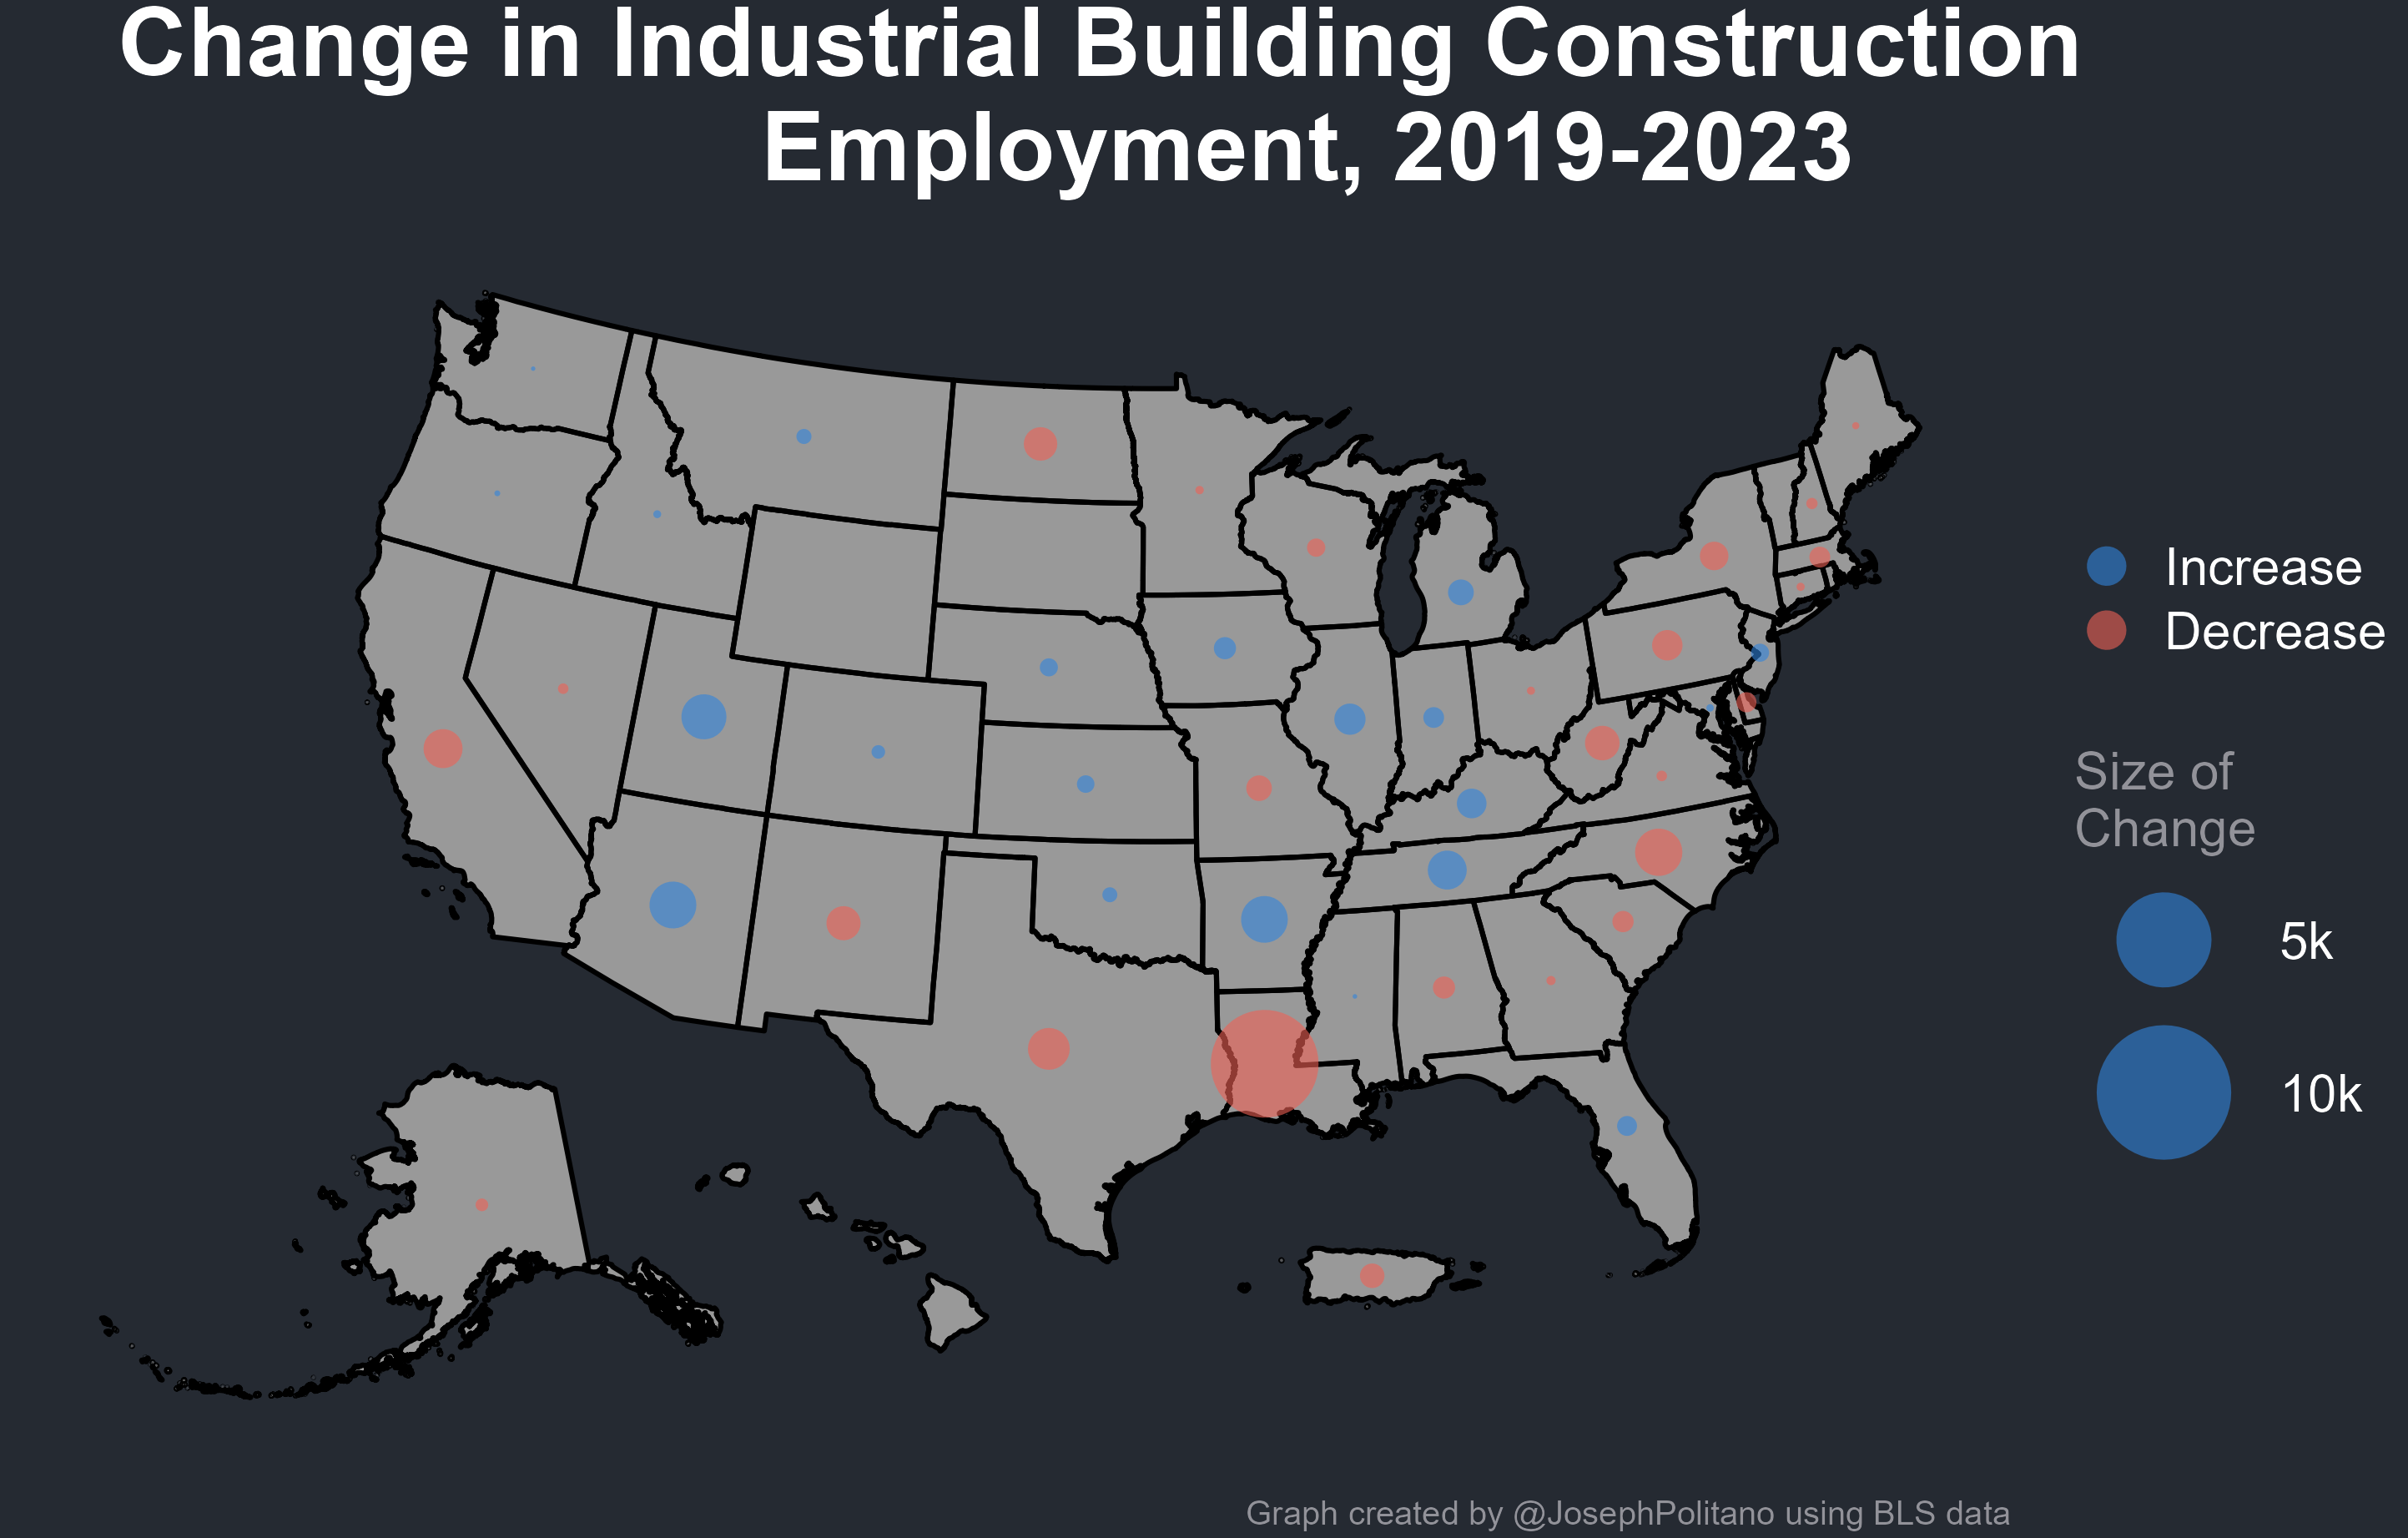 Change in Industrial Building Construction
Employment, 2019-2023
Increase
Decrease
Size of
Change
5k
10k
Graph created by @JosephPolitano using BLS data